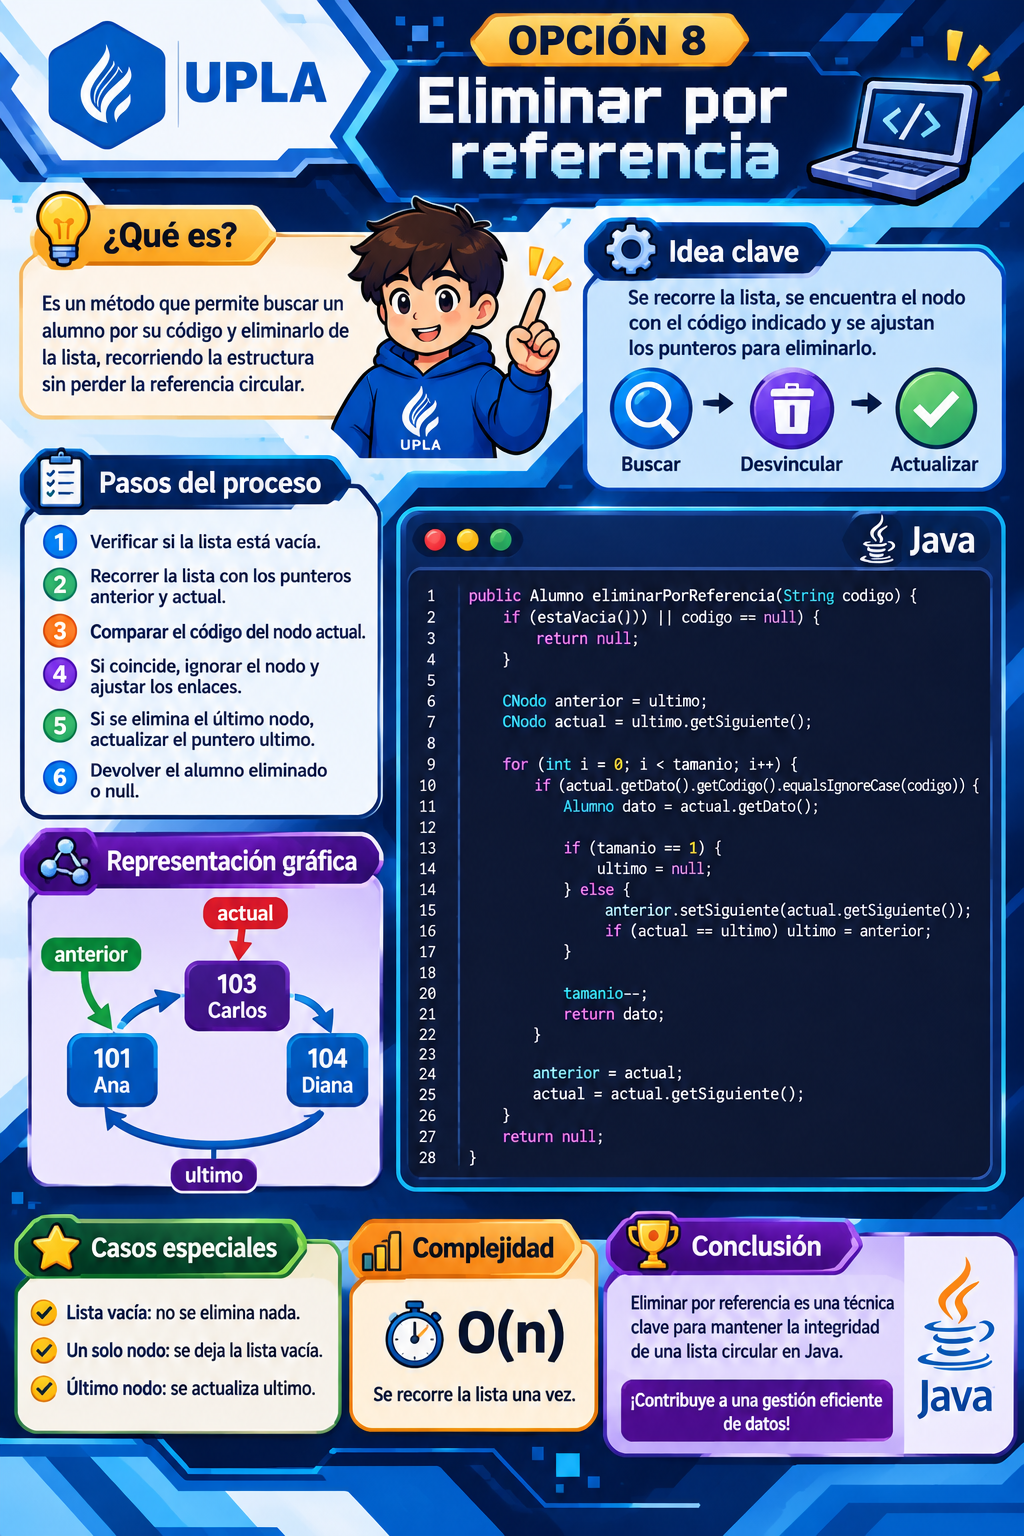 UPLA
OPCIÓN 8
Eliminar por
referencia
</>
¿Qué es?
Es un método que permite buscar un
alumno por su código y eliminarlo de
la lista, recorriendo la estructura
sin perder la referencia circular.
UPLA
Idea clave
Se recorre la lista, se encuentra el nodo
con el código indicado y se ajustan
los punteros para eliminarlo.
Buscar
Desvincular
Actualizar
Pasos del proceso
1 Verificar si la lista está vacía.
2 Recorrer la lista con los punteros
anterior y actual.
3 Comparar el código del nodo actual.
4 Si coincide, ignorar el nodo y
ajustar los enlaces.
5 Si se elimina el último nodo,
actualizar el puntero ultimo.
6 Devolver el alumno eliminado
o null.
Java
1 public Alumno eliminarPorReferencia(String codigo) {
2 if (estaVacia())) || codigo == null) {
3 return null;
4 }
5
6 CNodo anterior = ultimo;
7 CNodo actual = ultimo.getSiguiente();
8
9 for (int i = 0; i < tamanio; i++) {
10 if (actual.getDato().getCodigo().equalsIgnoreCase(codigo)) {
11 Alumno dato = actual.getDato();
12
13 if (tamanio == 1) {
14 ultimo = null;
14 } else {
15 anterior.setSiguiente(actual.getSiguiente());
16 if (actual == ultimo) ultimo = anterior;
17 }
18
20 tamanio--;
21 return dato;
22 }
23
24 anterior = actual;
25 actual = actual.getSiguiente();
26 }
27 return null;
28 }
Representación gráfica
actual
anterior
103
Carlos
101
Ana
104
Diana
ultimo
Casos especiales
Lista vacía: no se elimina nada.
Un solo nodo: se deja la lista vacía.
Último nodo: se actualiza ultimo.
Complejidad
O(n)
Se recorre la lista una vez.
Conclusión
Eliminar por referencia es una técnica
clave para mantener la integridad
de una lista circular en Java.
¡Contribuye a una gestión eficiente
de datos!
Java